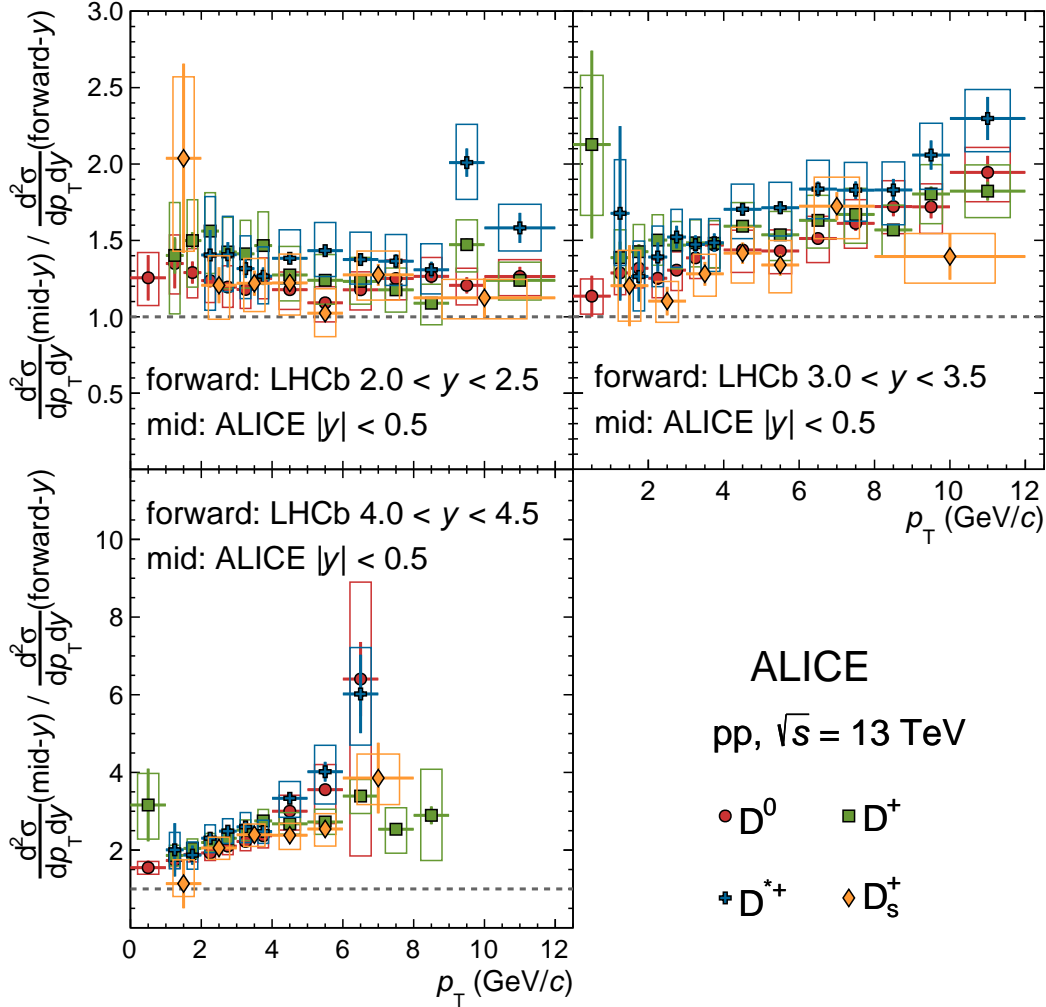 3.0
2.5
2.0
1.5
1.0
0.5
d²σ/dp_T dy (mid-y) / d²σ/dp_T dy (forward-y)
forward: LHCb 2.0 < y < 2.5
mid: ALICE |y| < 0.5
forward: LHCb 3.0 < y < 3.5
mid: ALICE |y| < 0.5
2 4 6 8 10 12
p_T (GeV/c)
forward: LHCb 4.0 < y < 4.5
mid: ALICE |y| < 0.5
10
8
6
4
2
d²σ/dp_T dy (mid-y) / d²σ/dp_T dy (forward-y)
0 2 4 6 8 10 12
p_T (GeV/c)
ALICE
pp, √s = 13 TeV
D⁰ D⁺
D*⁺ D_s⁺